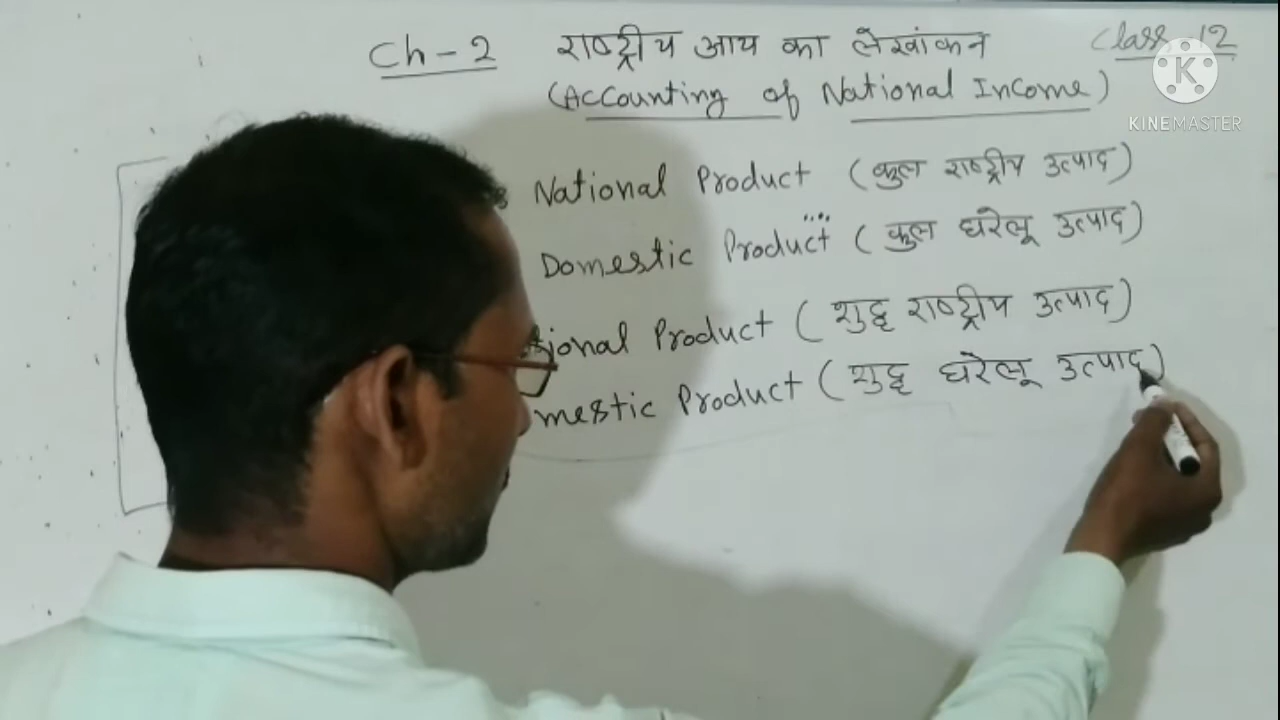 Ch-2 राष्ट्रीय आय का लेखांकन Class 12
(Accounting of National Income)
K
KINEMASTER
National Product (कुल राष्ट्रीय उत्पाद)
Domestic Product (कुल घरेलू उत्पाद)
ional Product (शुद्ध राष्ट्रीय उत्पाद)
mestic Product (शुद्ध घरेलू उत्पाद)